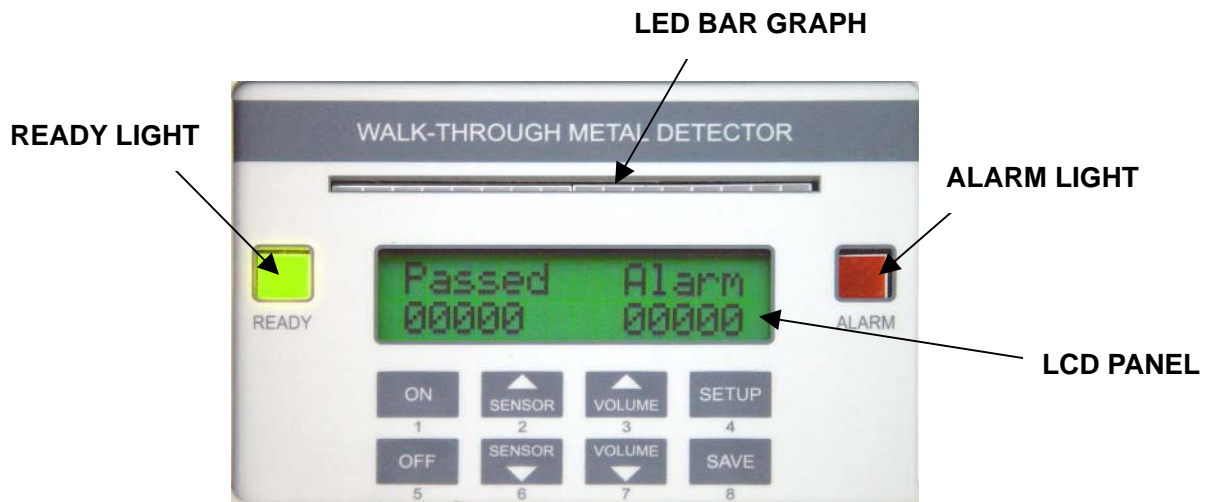 LED BAR GRAPH
READY LIGHT
WALK-THROUGH METAL DETECTOR
ALARM LIGHT
Passed Alarm
00000 00000
READY
ALARM
LCD PANEL
ON SENSOR VOLUME SETUP
1 2 3 4
OFF SENSOR VOLUME SAVE
5 6 7 8